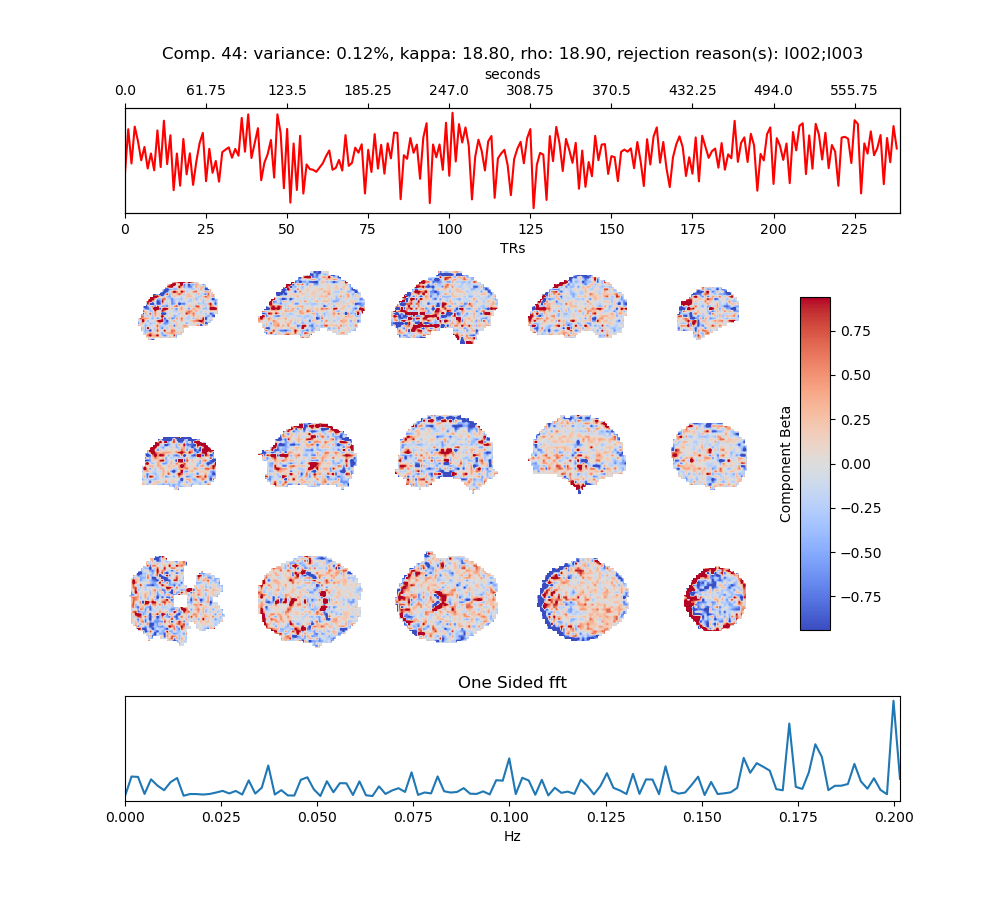 Comp. 44: variance: 0.12%, kappa: 18.80, rho: 18.90, rejection reason(s): I002;I003
seconds
0.0 61.75 123.5 185.25 247.0 308.75 370.5 432.25 494.0 555.75
0 25 50 75 100 125 150 175 200 225
TRs
0.75
0.50
0.25
0.00
−0.25
−0.50
−0.75
Component Beta
One Sided fft
0.000 0.025 0.050 0.075 0.100 0.125 0.150 0.175 0.200
Hz